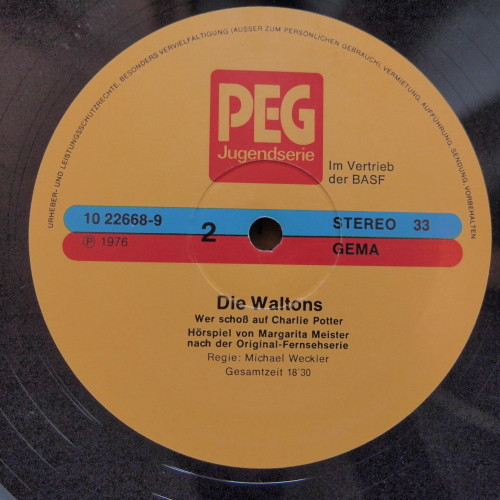 URHEBER- UND LEISTUNGSSCHUTZRECHTE, BESONDERS VERVIELFÄLTIGUNG (AUSSER ZUM PERSÖNLICHEN GEBRAUCH), VERMIETUNG, AUFFÜHRUNG, SENDUNG, VORBEHALTEN
PEG
Jugendserie
Im Vertrieb
der BASF
10 22668-9 2 STEREO 33
℗ 1976 GEMA
Die Waltons
Wer schoß auf Charlie Potter
Hörspiel von Margarita Meister
nach der Original-Fernsehserie
Regie: Michael Weckler
Gesamtzeit 18'30